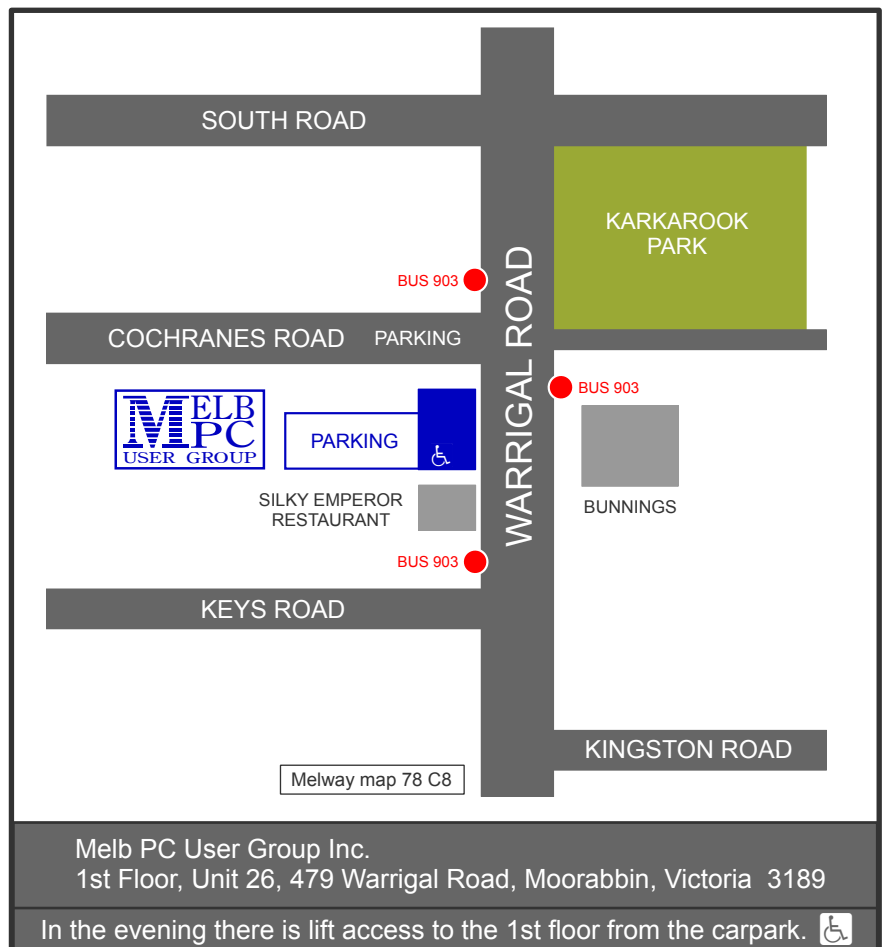 SOUTH ROAD
KARKAROOK
PARK
BUS 903
WARRIGAL ROAD
COCHRANES ROAD
PARKING
BUS 903
MELB
PC
USER GROUP
PARKING
SILKY EMPEROR
RESTAURANT
BUNNINGS
BUS 903
KEYS ROAD
KINGSTON ROAD
Melway map 78 C8
Melb PC User Group Inc.
1st Floor, Unit 26, 479 Warrigal Road, Moorabbin, Victoria 3189
In the evening there is lift access to the 1st floor from the carpark.